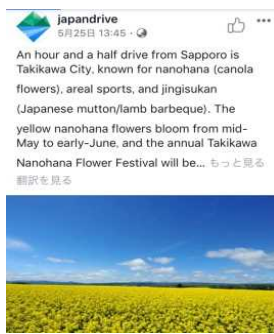 japandrive
5月25日 13:45 ·
An hour and a half drive from Sapporo is
Takikawa City, known for nanohana (canola
flowers), areal sports, and jingisukan
(Japanese mutton/lamb barbeque). The
yellow nanohana flowers bloom from mid-
May to early-June, and the annual Takikawa
Nanohana Flower Festival will be... もっと見る
翻訳を見る